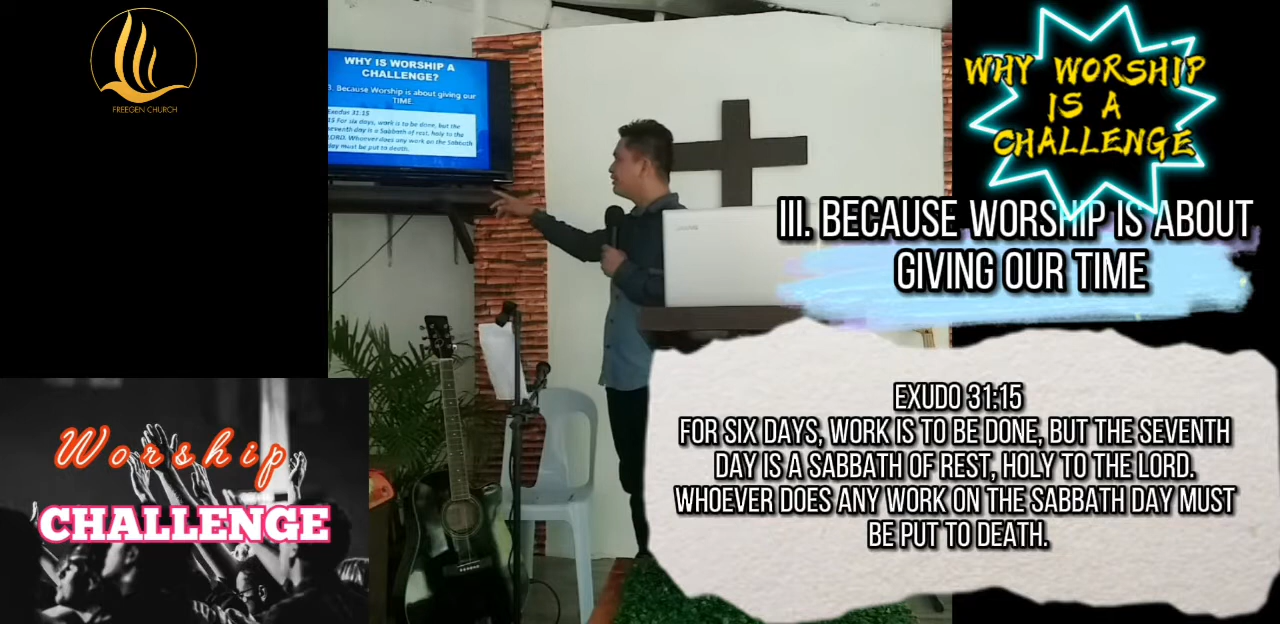 FREEGEN CHURCH
WHY IS WORSHIP A
CHALLENGE?
3. Because Worship is about giving our
TIME.
Exodus 31:15
15 For six days, work is to be done, but the
seventh day is a Sabbath of rest, holy to the
LORD. Whoever does any work on the Sabbath
day must be put to death.
WHY WORSHIP
IS A
CHALLENGE
III. BECAUSE WORSHIP IS ABOUT
GIVING OUR TIME
EXUDO 31:15
FOR SIX DAYS, WORK IS TO BE DONE, BUT THE SEVENTH
DAY IS A SABBATH OF REST, HOLY TO THE LORD.
WHOEVER DOES ANY WORK ON THE SABBATH DAY MUST
BE PUT TO DEATH.
Worship
CHALLENGE